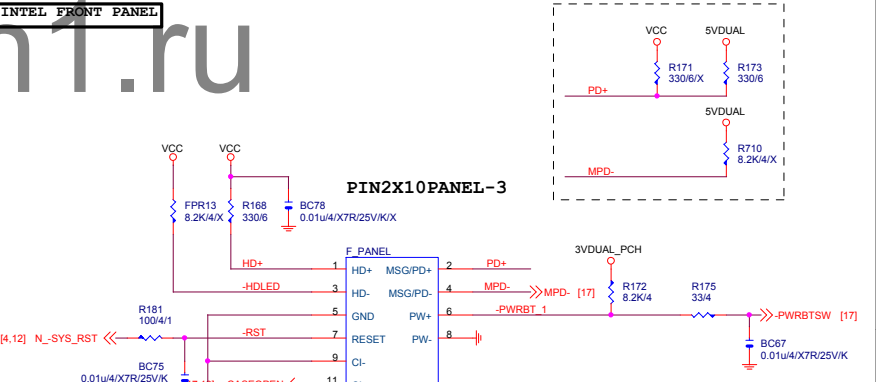 INTEL FRONT PANEL
n1.ru
VCC 5VDUAL
R171
330/6/X
R173
330/6
PD+
5VDUAL
R710
8.2K/4/X
MPD-
VCC VCC
PIN2X10PANEL-3
FPR13
8.2K/4/X
R168
330/6
BC78
0.01u/4/X7R/25V/K/X
F_PANEL
3VDUAL_PCH
HD+ 1 HD+ MSG/PD+ 2 PD+
-HDLED 3 HD- MSG/PD- 4 MPD- MPD- [17]
R172
8.2K/4
R175
33/4
5 GND PW+ 6 -PWRBT_1 -PWRBTSW [17]
R181
100/4/1
[4,12] N_-SYS_RST -RST 7 RESET PW- 8
9 CI-
BC75
0.01u/4/X7R/25V/K
BC67
0.01u/4/X7R/25V/K
11